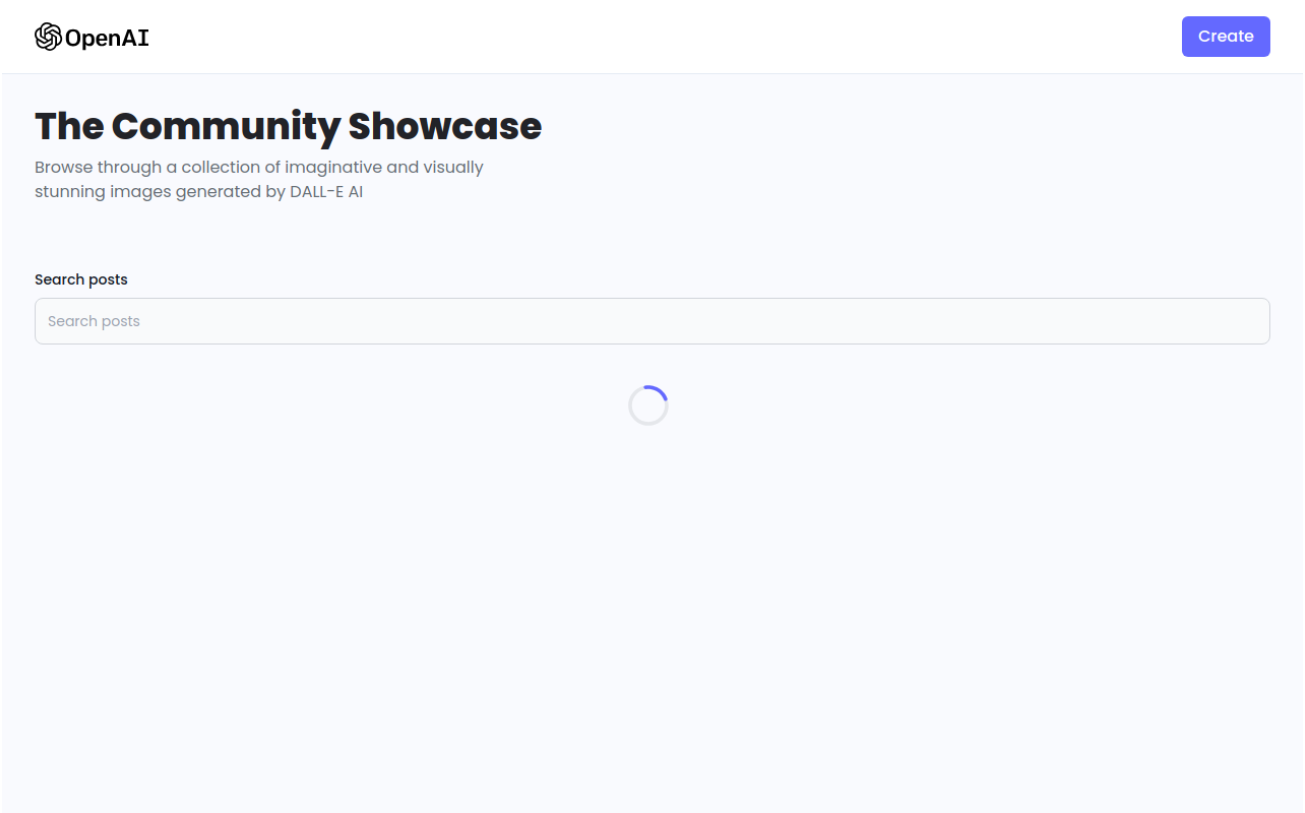 OpenAI
Create
The Community Showcase
Browse through a collection of imaginative and visually
stunning images generated by DALL-E AI
Search posts
Search posts